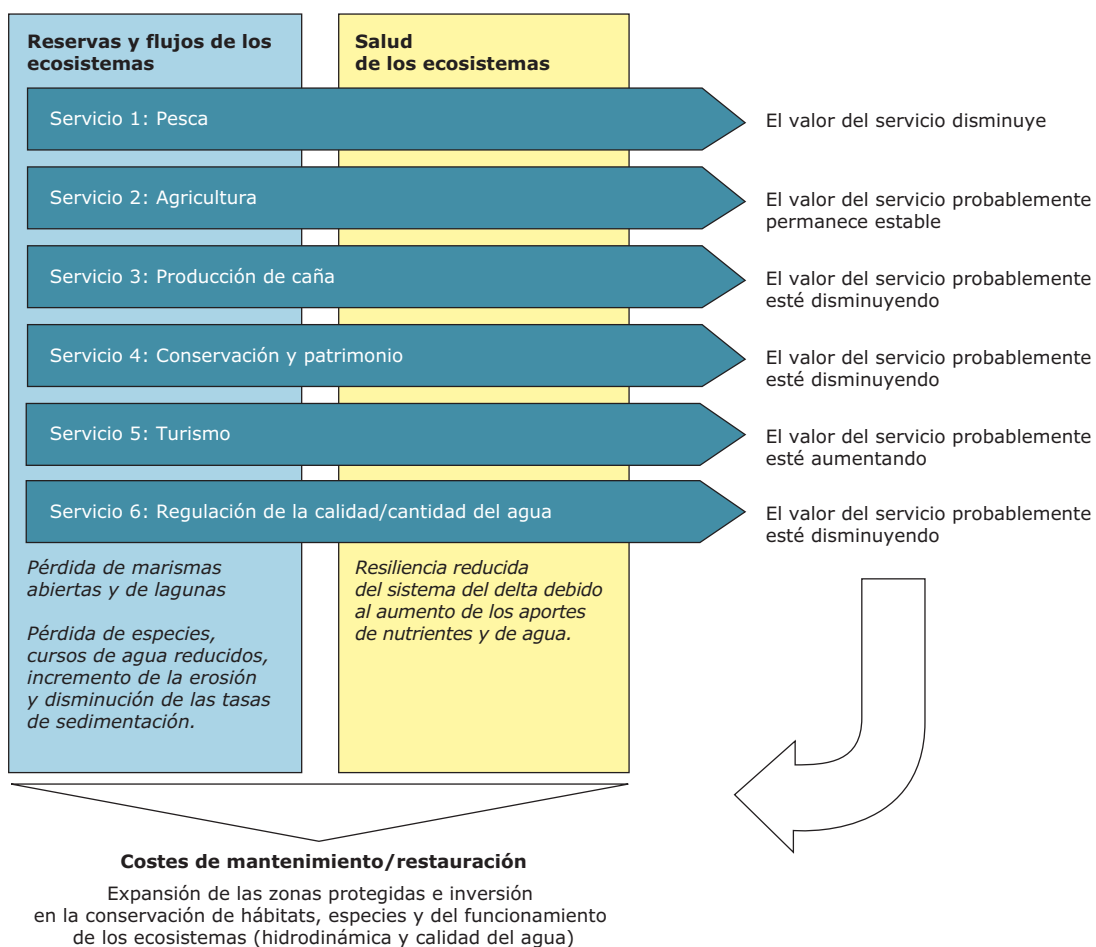 Reservas y flujos de los
ecosistemas
Salud
de los ecosistemas
Servicio 1: Pesca
El valor del servicio disminuye
Servicio 2: Agricultura
El valor del servicio probablemente
permanece estable
Servicio 3: Producción de caña
El valor del servicio probablemente
esté disminuyendo
Servicio 4: Conservación y patrimonio
El valor del servicio probablemente
esté disminuyendo
Servicio 5: Turismo
El valor del servicio probablemente
esté aumentando
Servicio 6: Regulación de la calidad/cantidad del agua
El valor del servicio probablemente
esté disminuyendo
Pérdida de marismas
abiertas y de lagunas
Pérdida de especies,
cursos de agua reducidos,
incremento de la erosión
y disminución de las tasas
de sedimentación.
Resiliencia reducida
del sistema del delta debido
al aumento de los aportes
de nutrientes y de agua.
Costes de mantenimiento/restauración
Expansión de las zonas protegidas e inversión
en la conservación de hábitats, especies y del funcionamiento
de los ecosistemas (hidrodinámica y calidad del agua)